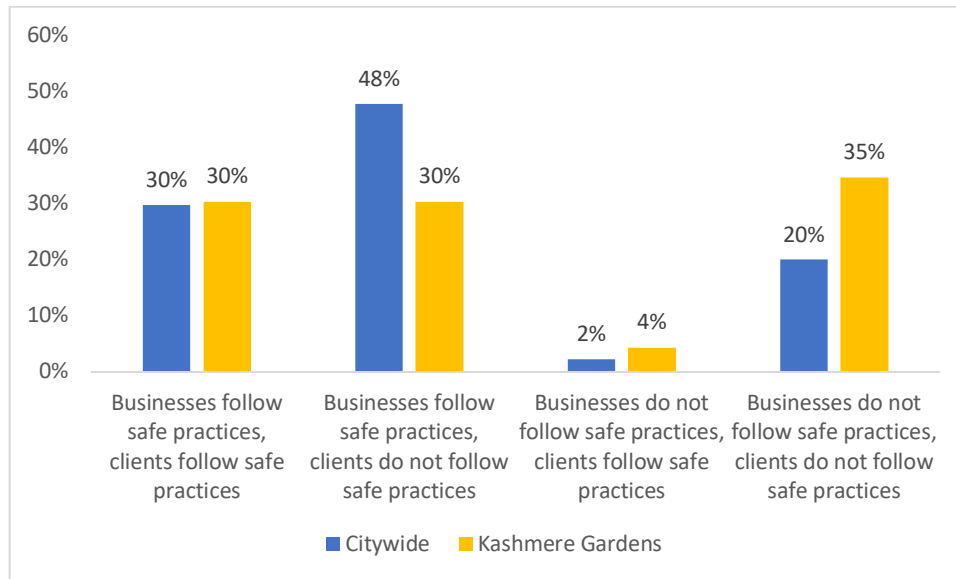 60%
50%
40%
30%
20%
10%
0%
30%
30%
48%
30%
2%
4%
20%
35%
Businesses follow
safe practices,
clients follow safe
practices
Businesses follow
safe practices,
clients do not follow
safe practices
Businesses do not
follow safe practices,
clients follow safe
practices
Businesses do not
follow safe practices,
clients do not follow
safe practices
Citywide
Kashmere Gardens